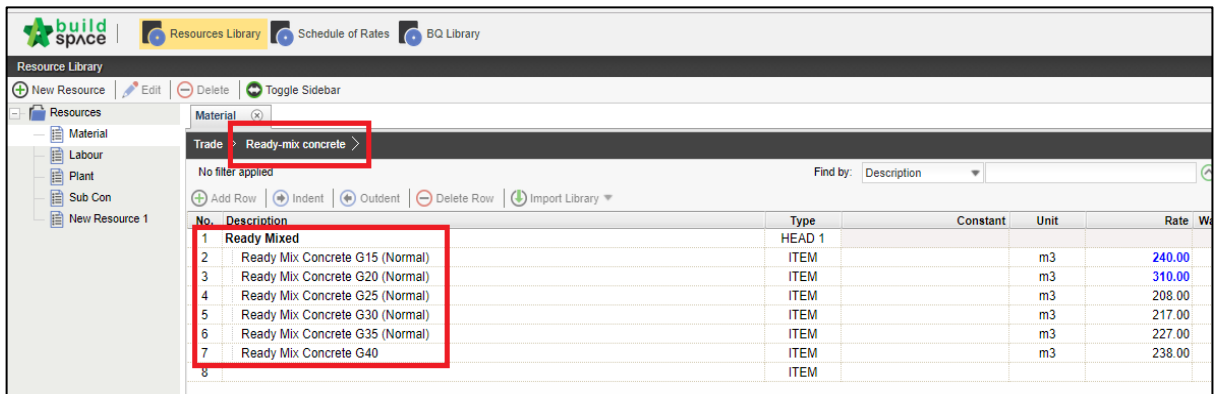 build
space
Resources Library Schedule of Rates BQ Library
Resource Library
New Resource Edit Delete Toggle Sidebar
Resources
Material
Labour
Plant
Sub Con
New Resource 1
Material
Trade Ready-mix concrete
No filter applied Find by: Description
Add Row Indent Outdent Delete Row Import Library
No. Description Type Constant Unit Rate
1 Ready Mixed HEAD 1
2 Ready Mix Concrete G15 (Normal) ITEM m3 240.00
3 Ready Mix Concrete G20 (Normal) ITEM m3 310.00
4 Ready Mix Concrete G25 (Normal) ITEM m3 208.00
5 Ready Mix Concrete G30 (Normal) ITEM m3 217.00
6 Ready Mix Concrete G35 (Normal) ITEM m3 227.00
7 Ready Mix Concrete G40 ITEM m3 238.00
8 ITEM